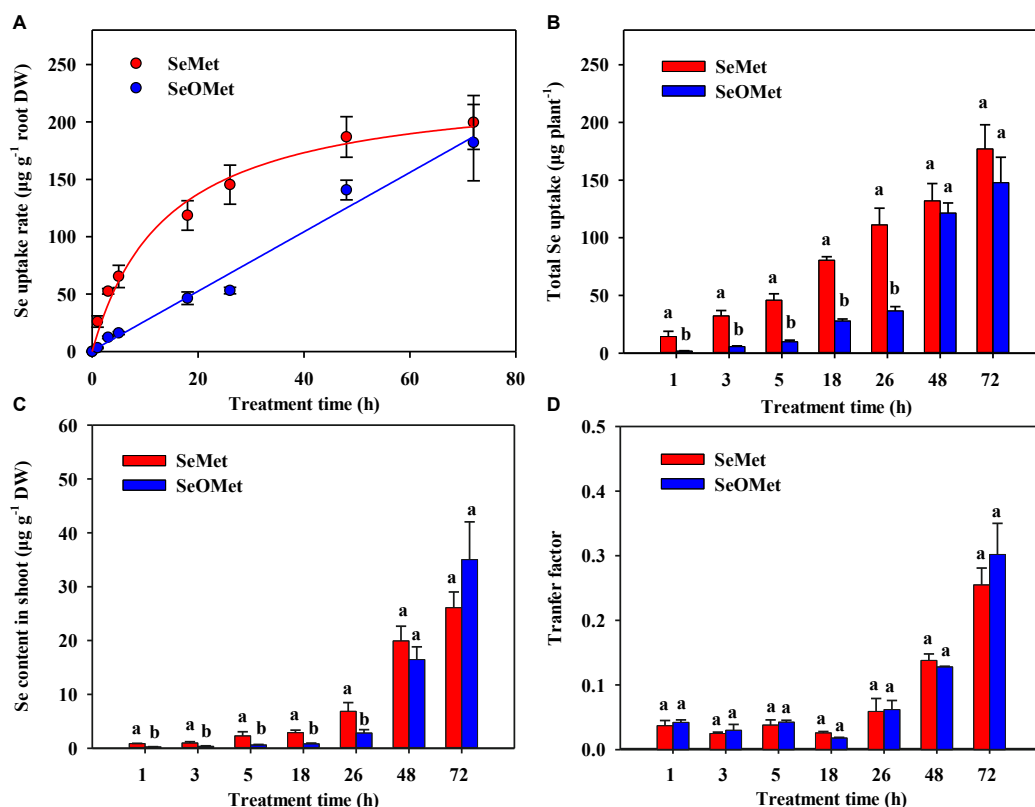 A
Se uptake rate (µg g⁻¹ root DW)
250
200
150
100
50
0
SeMet
SeOMet
0 20 40 60 80
Treatment time (h)
B
Total Se uptake (µg plant⁻¹)
250
200
150
100
50
0
SeMet
SeOMet
a b a b a b a b a b a a a a
1 3 5 18 26 48 72
Treatment time (h)
C
Se content in shoot (µg g⁻¹ DW)
60
50
40
30
20
10
0
SeMet
SeOMet
a b a b a b a b a b a a a a
1 3 5 18 26 48 72
Treatment time (h)
D
Tranfer factor
0.5
0.4
0.3
0.2
0.1
0.0
SeMet
SeOMet
a a a a a a a a a a a a a a
1 3 5 18 26 48 72
Treatment time (h)